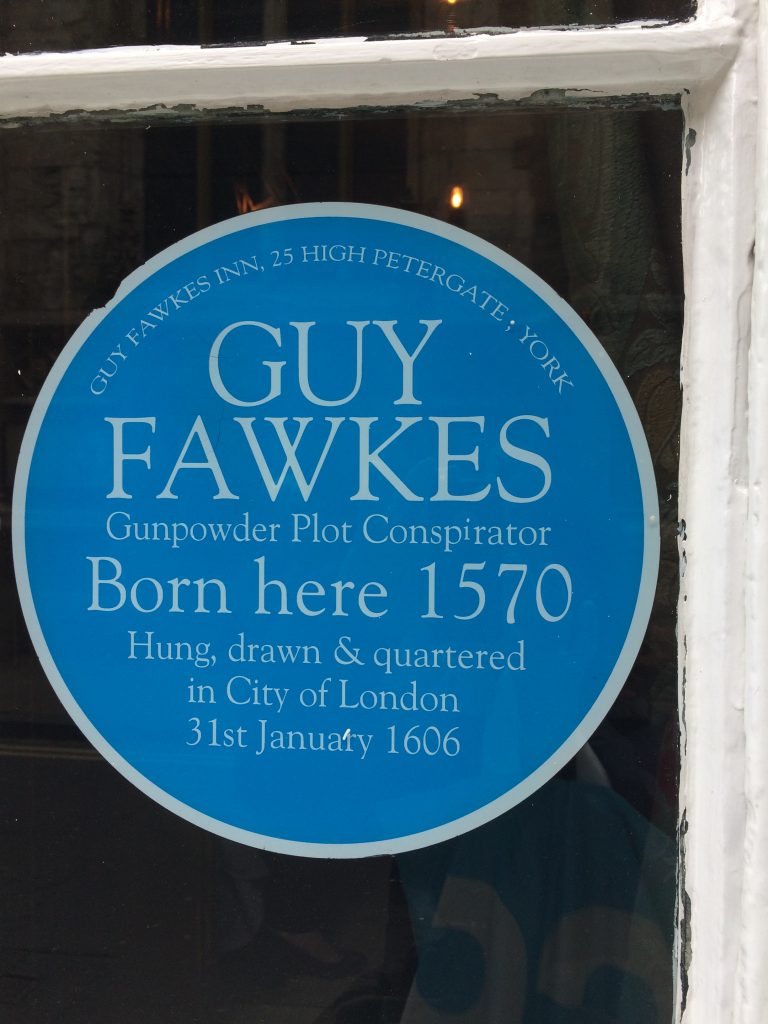 GUY FAWKES INN, 25 HIGH PETERGATE, YORK
GUY
FAWKES
Gunpowder Plot Conspirator
Born here 1570
Hung, drawn & quartered
in City of London
31st January 1606